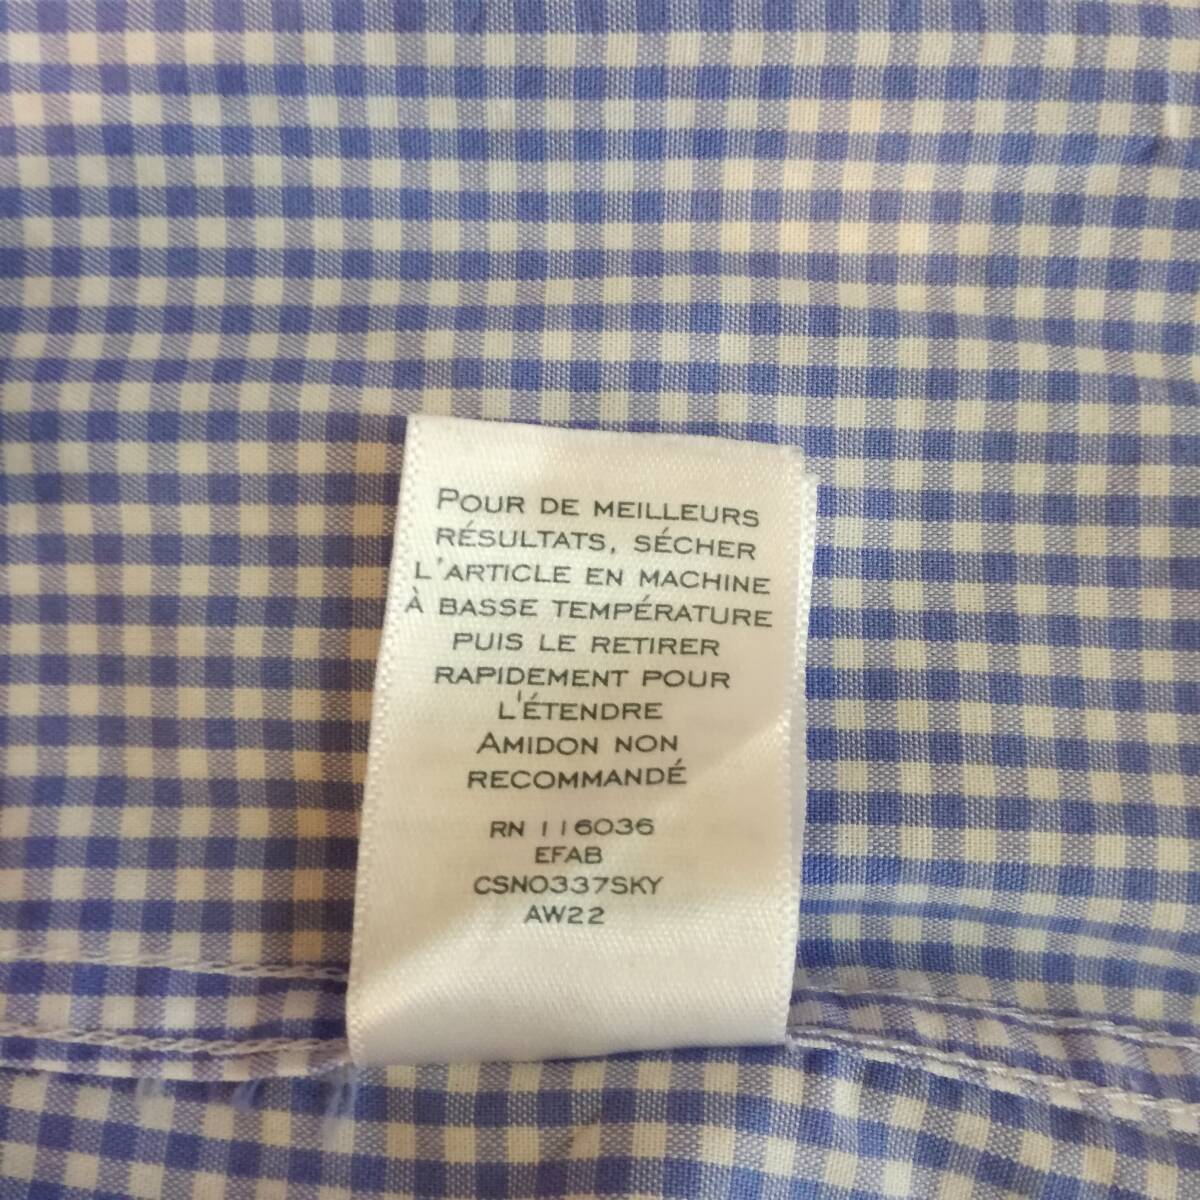 POUR DE MEILLEURS
RÉSULTATS, SÉCHER
L'ARTICLE EN MACHINE
À BASSE TEMPÉRATURE
PUIS LE RETIRER
RAPIDEMENT POUR
L'ÉTENDRE
AMIDON NON
RECOMMANDÉ
RN 116036
EFAB
CSN0337SKY
AW22